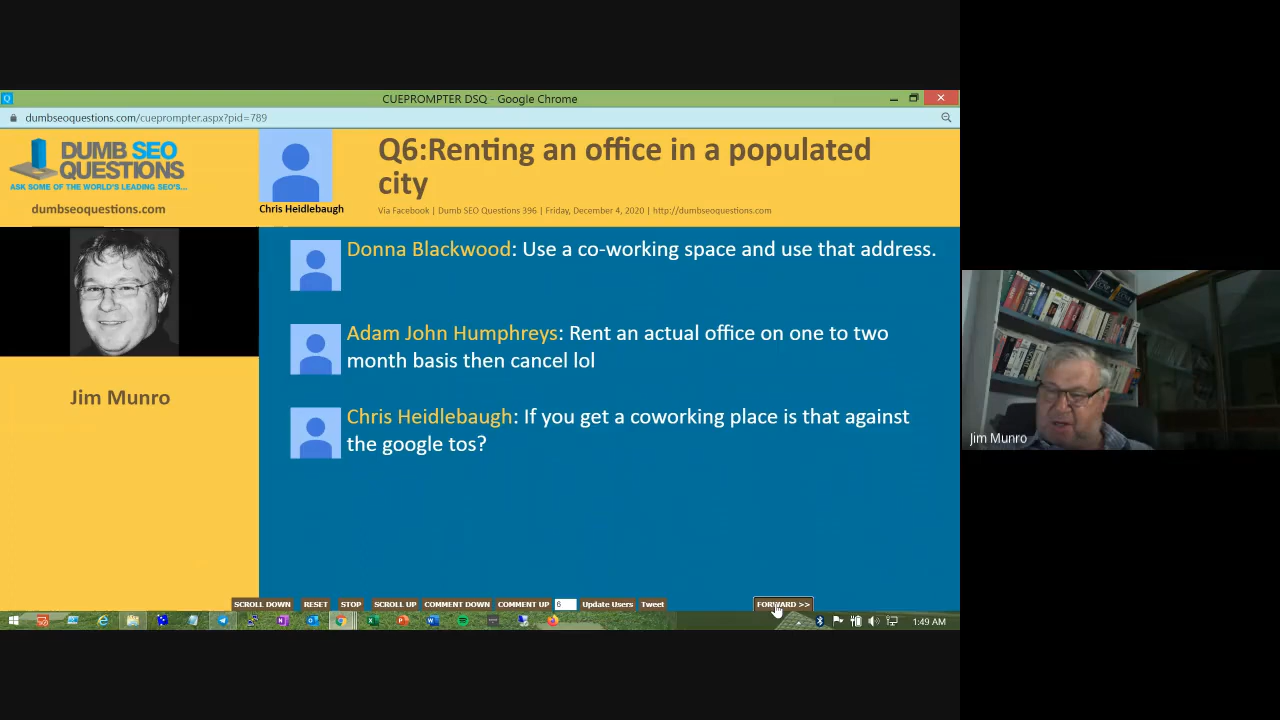 CUEPROMPTER DSQ - Google Chrome
dumbseoquestions.com/cueprompter.aspx?pid=789
DUMB SEO
QUESTIONS
ASK SOME OF THE WORLD'S LEADING SEO'S...
dumbseoquestions.com
Chris Heidlebaugh
Q6:Renting an office in a populated
city
Via Facebook | Dumb SEO Questions 396 | Friday, December 4, 2020 | http://dumbseoquestions.com
Jim Munro
Donna Blackwood: Use a co-working space and use that address.
Adam John Humphreys: Rent an actual office on one to two
month basis then cancel lol
Chris Heidlebaugh: If you get a coworking place is that against
the google tos?
Jim Munro
SCROLL DOWN RESET STOP SCROLL UP COMMENT DOWN COMMENT UP 6 Update Users Tweet FORWARD >>
1:49 AM